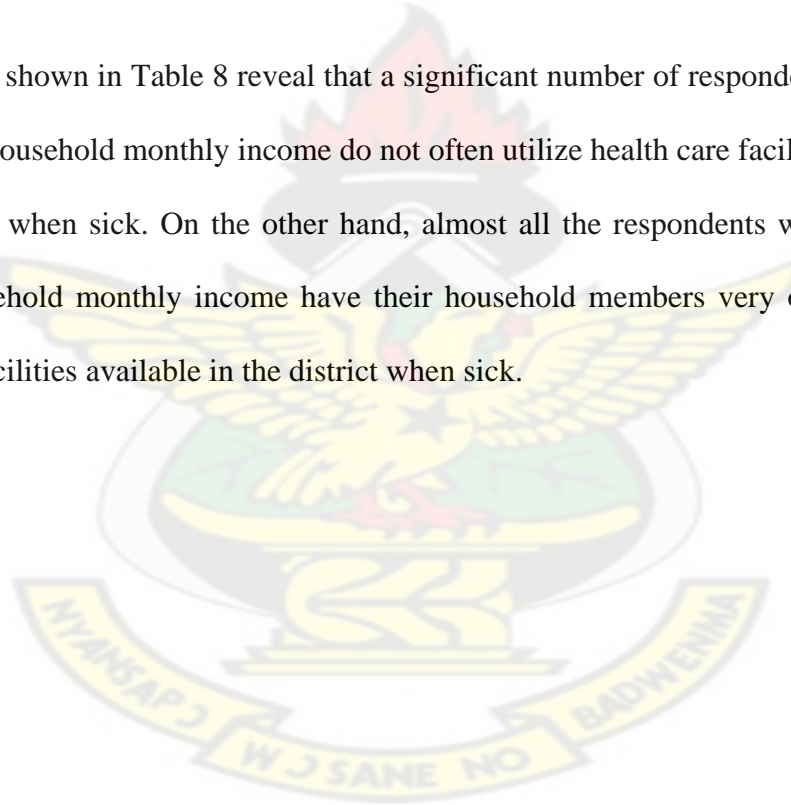 shown in Table 8 reveal that a significant number of responde
ousehold monthly income do not often utilize health care facil
when sick. On the other hand, almost all the respondents w
ehold monthly income have their household members very o
cilities available in the district when sick.
NYANSAPƆ
WƆSANE NO
BADWENMA